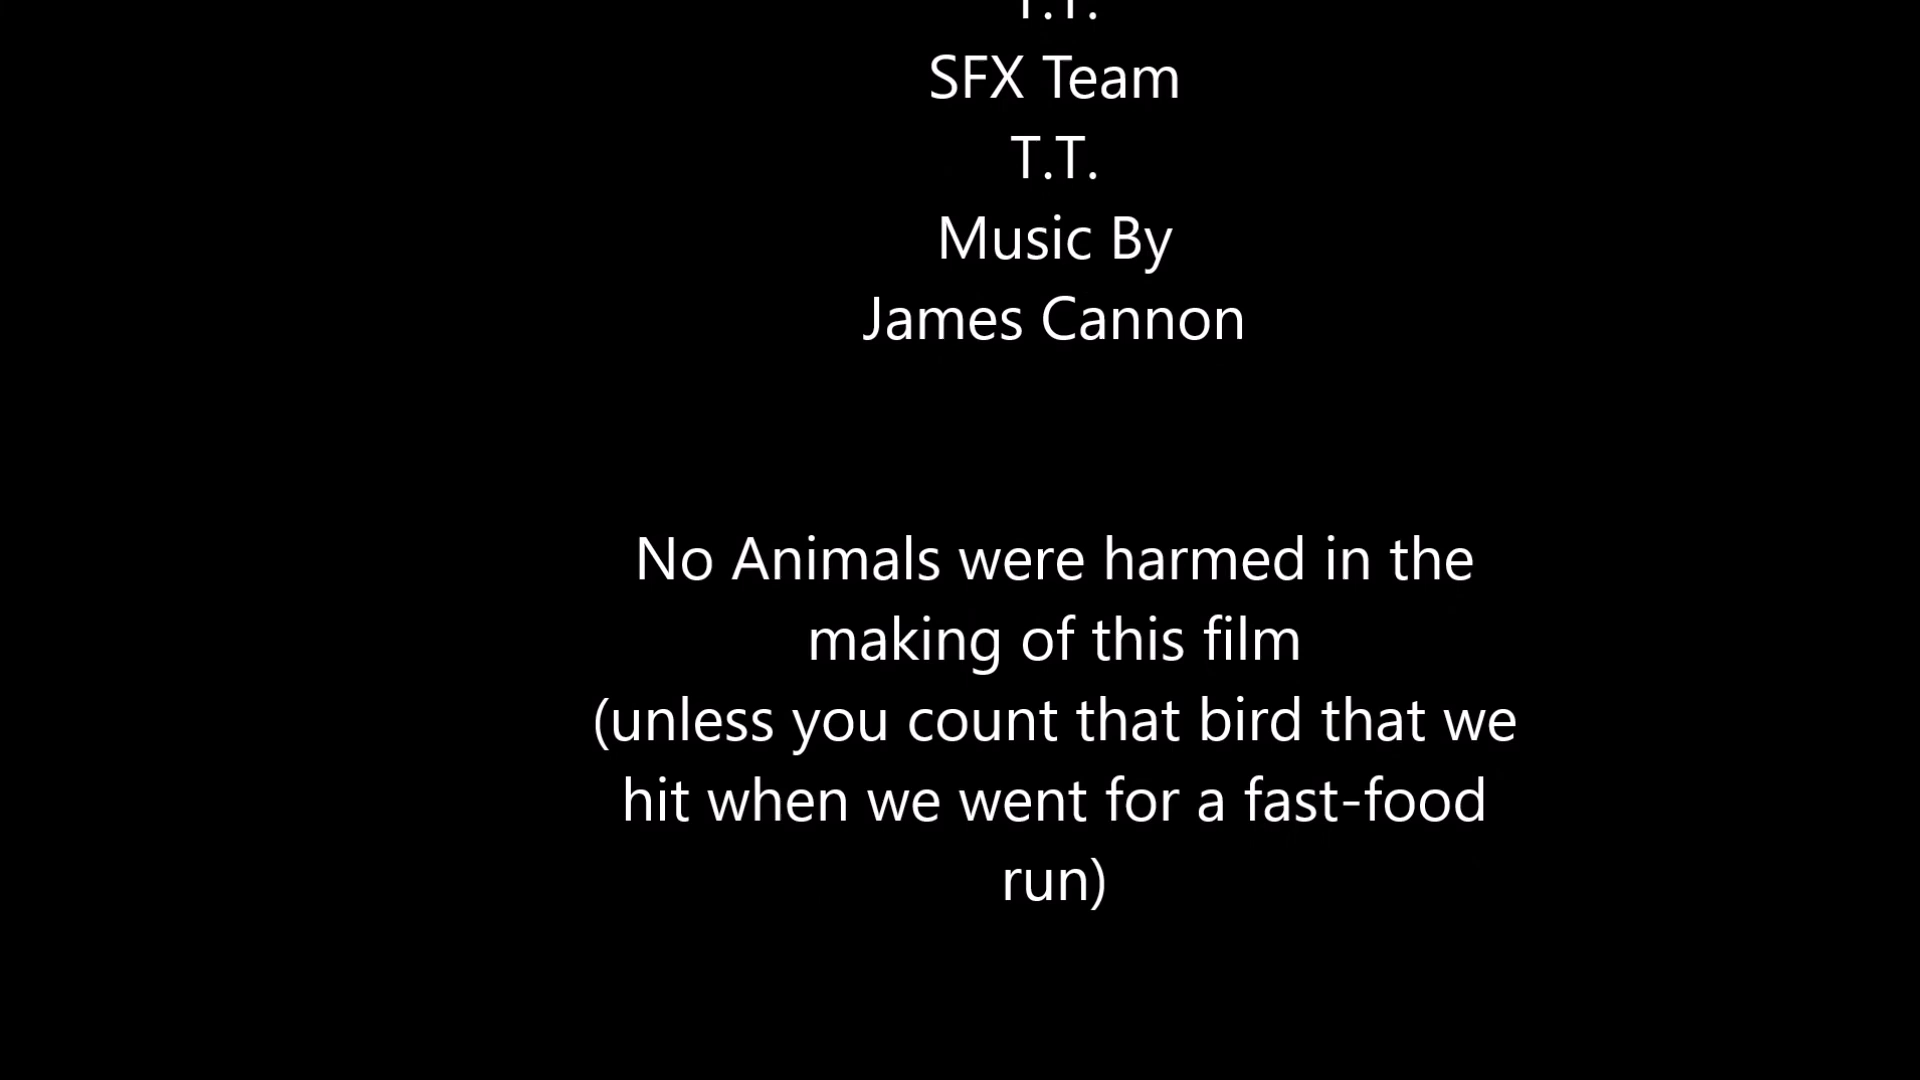 T.T.
SFX Team
T.T.
Music By
James Cannon
No Animals were harmed in the
making of this film
(unless you count that bird that we
hit when we went for a fast-food
run)